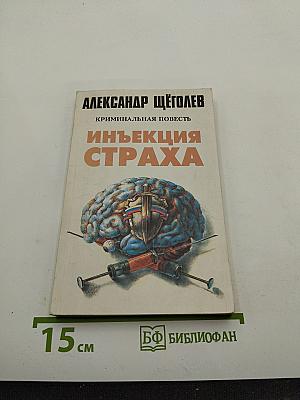 АЛЕКСАНДР ЩЁГОЛЕВ
КРИМИНАЛЬНАЯ ПОВЕСТЬ
ИНЪЕКЦИЯ
СТРАХА
15 см
БФ БИБЛИОФАН